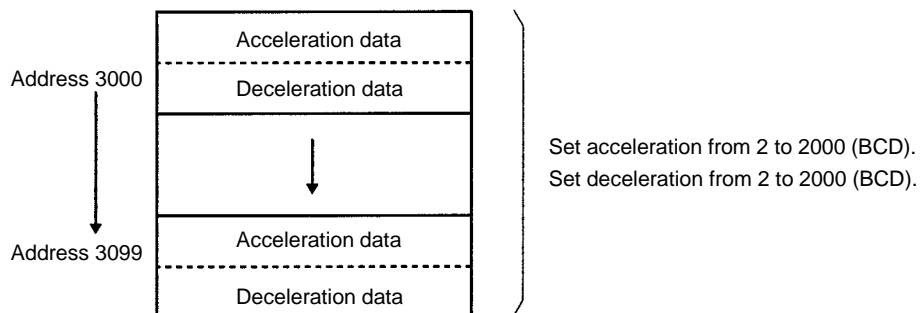 Acceleration data
Address 3000
Deceleration data
Set acceleration from 2 to 2000 (BCD).
Set deceleration from 2 to 2000 (BCD).
Acceleration data
Address 3099
Deceleration data